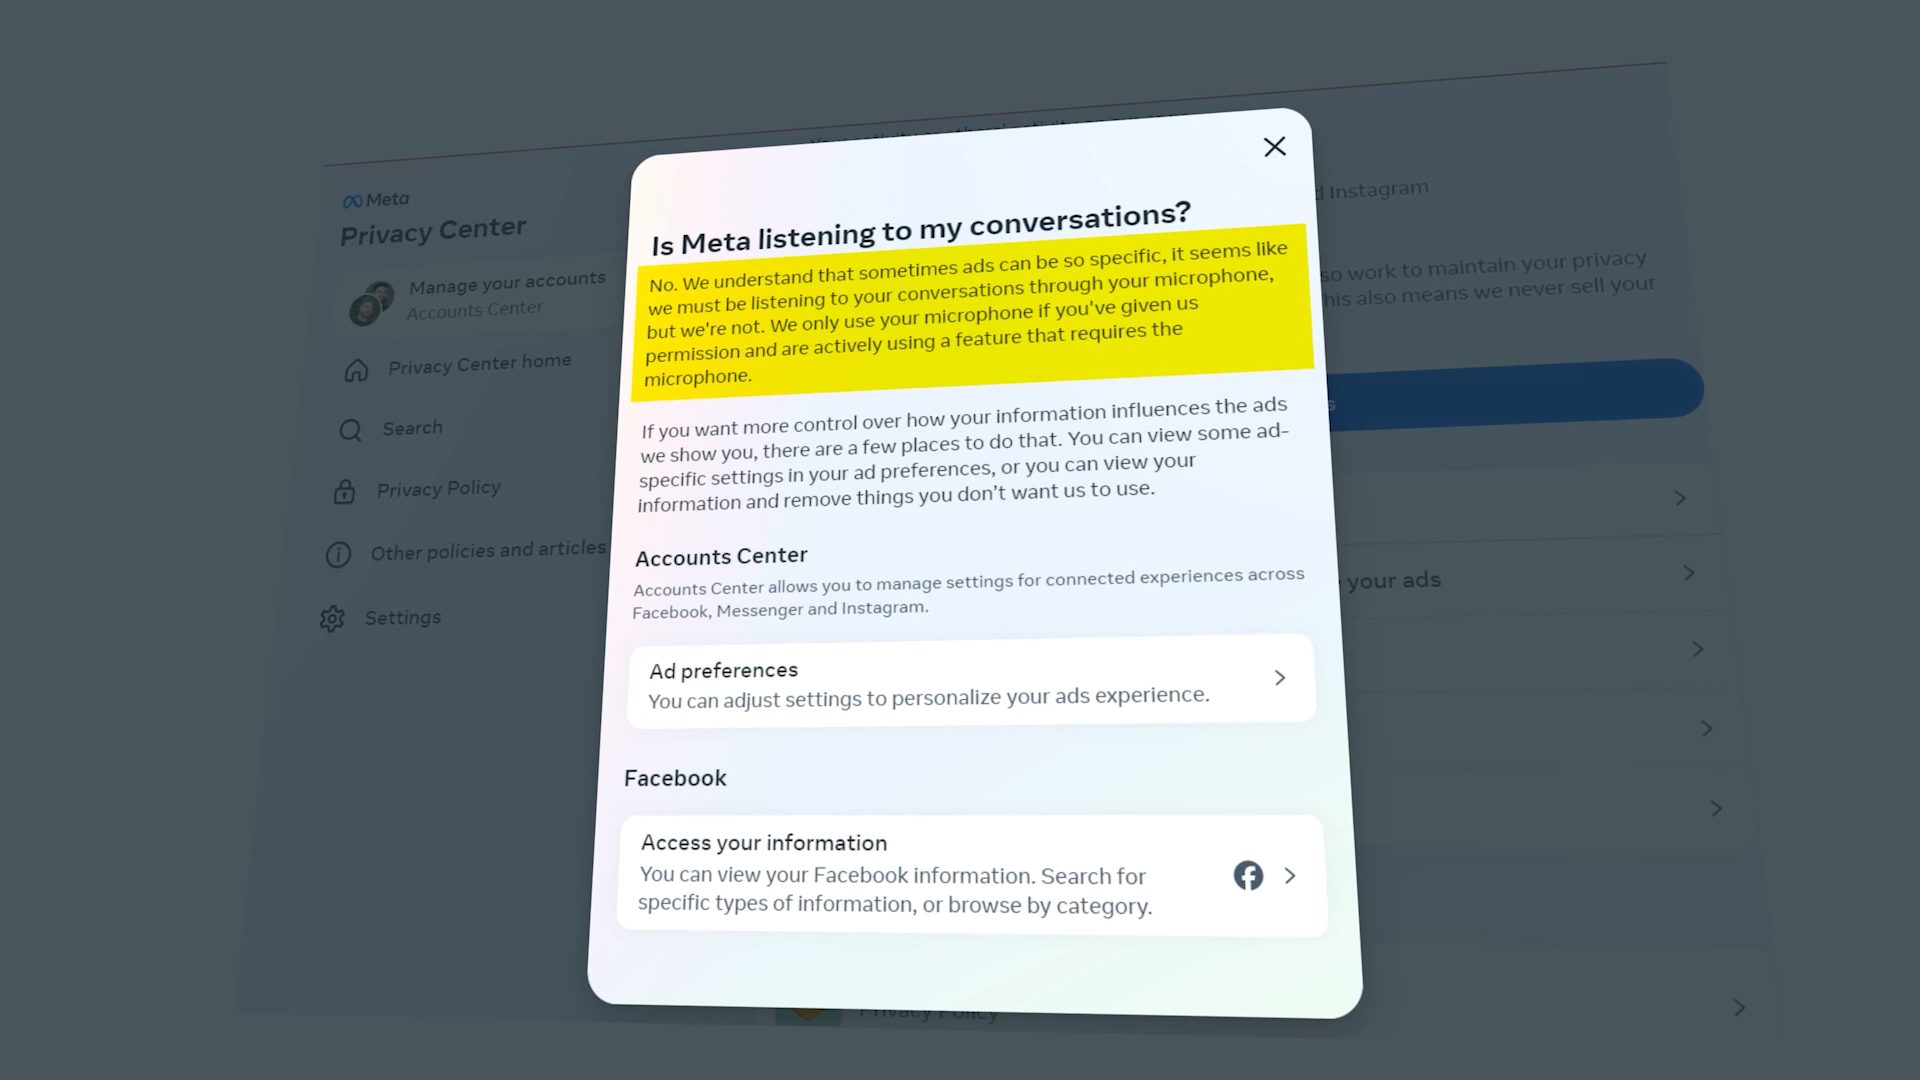 Meta
Privacy Center
Manage your accounts
Accounts Center
Privacy Center home
Search
Privacy Policy
Other policies and articles
Settings
Is Meta listening to my conversations?
No. We understand that sometimes ads can be so specific, it seems like
we must be listening to your conversations through your microphone,
but we're not. We only use your microphone if you've given us
permission and are actively using a feature that requires the
microphone.
If you want more control over how your information influences the ads
we show you, there are a few places to do that. You can view some ad-
specific settings in your ad preferences, or you can view your
information and remove things you don’t want us to use.
Accounts Center
Accounts Center allows you to manage settings for connected experiences across
Facebook, Messenger and Instagram.
Ad preferences
You can adjust settings to personalize your ads experience.
Facebook
Access your information
You can view your Facebook information. Search for
specific types of information, or browse by category.
Instagram
so work to maintain your privacy
his also means we never sell your
your ads
Privacy Policy